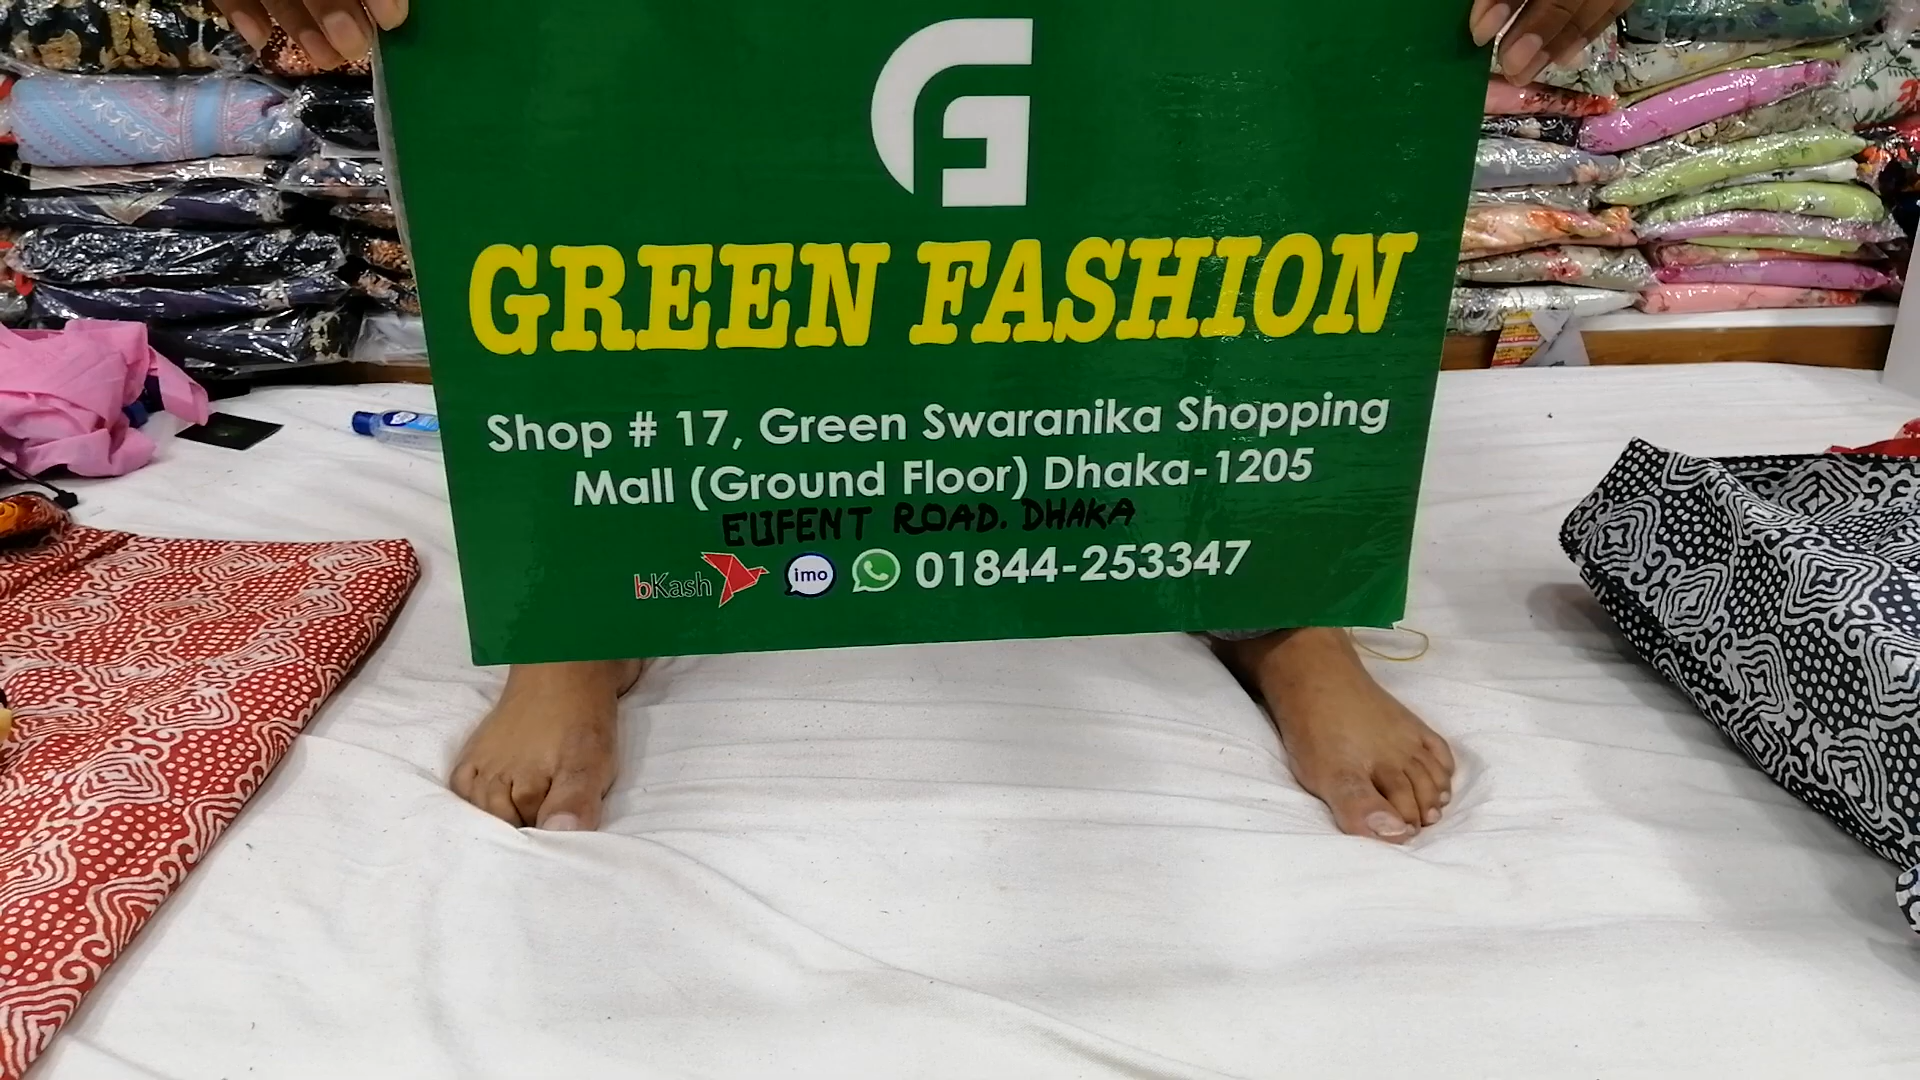 GF
GREEN FASHION
Shop # 17, Green Swaranika Shopping
Mall (Ground Floor) Dhaka-1205
ELIFENT ROAD. DHAKA
bKash imo 01844-253347